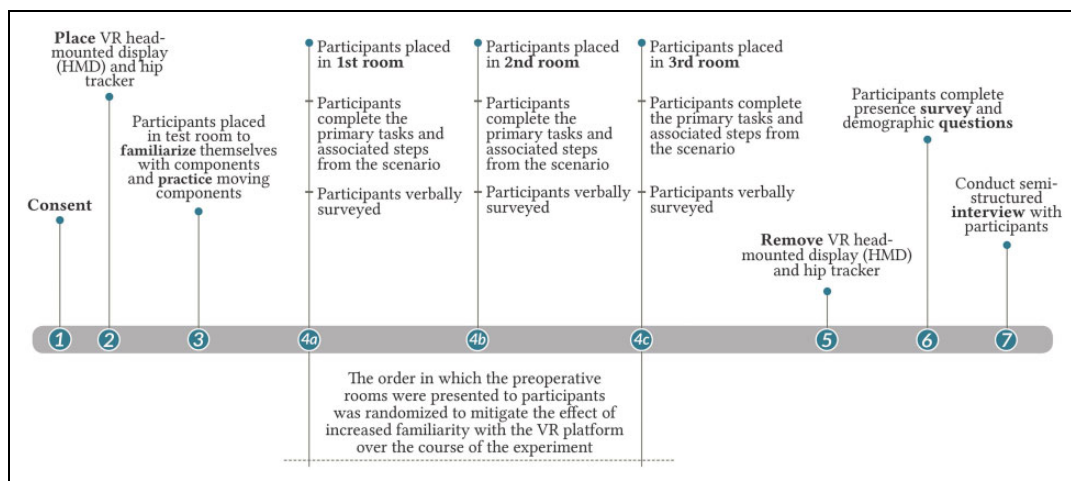 Consent
Place VR head-
mounted display
(HMD) and hip
tracker
Participants placed
in test room to
familiarize themselves
with components
and practice moving
components
Participants placed
in 1st room
Participants
complete the
primary tasks and
associated steps
from the scenario
Participants verbally
surveyed
Participants placed
in 2nd room
Participants
complete the
primary tasks and
associated steps
from the scenario
Participants verbally
surveyed
Participants placed
in 3rd room
Participants complete
the primary tasks and
associated steps from
the scenario
Participants verbally
surveyed
Remove VR head-
mounted display (HMD)
and hip tracker
Participants complete
presence survey and
demographic questions
Conduct semi-
structured
interview with
participants
1 2 3 4a 4b 4c 5 6 7
The order in which the preoperative
rooms were presented to participants
was randomized to mitigate the effect of
increased familiarity with the VR platform
over the course of the experiment